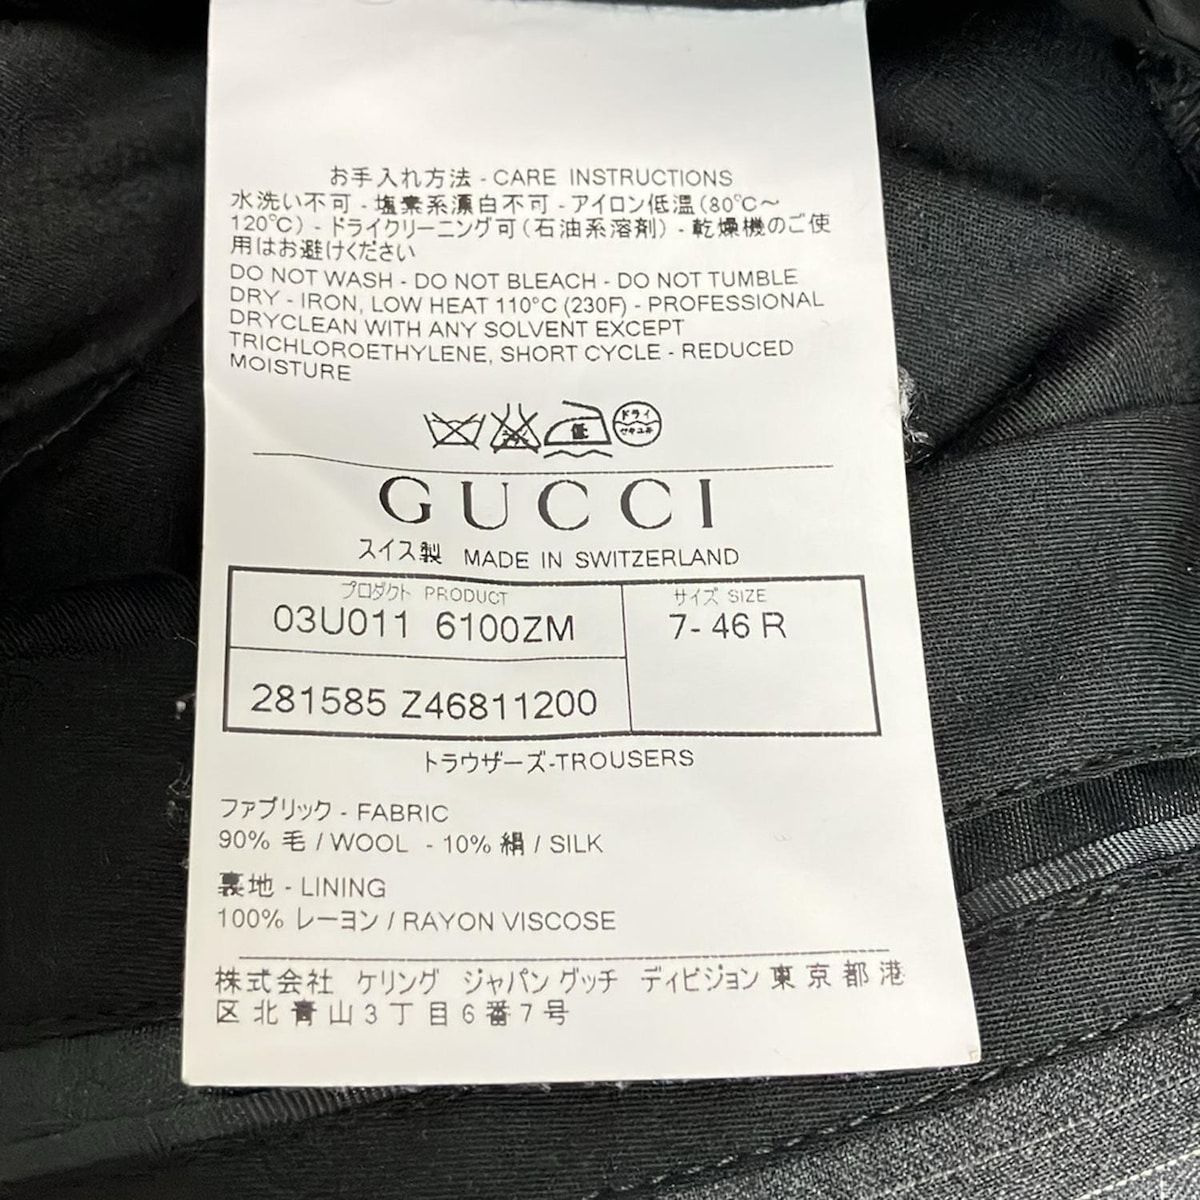 お手入れ方法 - CARE INSTRUCTIONS
水洗い不可 - 塩素系漂白不可 - アイロン低温(80℃～
120℃) - ドライクリーニング可(石油系溶剤) - 乾燥機のご使
用はお避けください
DO NOT WASH - DO NOT BLEACH - DO NOT TUMBLE
DRY - IRON, LOW HEAT 110°C (230F) - PROFESSIONAL
DRYCLEAN WITH ANY SOLVENT EXCEPT
TRICHLOROETHYLENE, SHORT CYCLE - REDUCED
MOISTURE
低 ドライ
セキユ系
GUCCI
スイス製 MADE IN SWITZERLAND
プロダクト PRODUCT サイズ SIZE
03U011 6100ZM 7- 46 R
281585 Z46811200
トラウザーズ-TROUSERS
ファブリック - FABRIC
90% 毛 / WOOL - 10% 絹 / SILK
裏地 - LINING
100% レーヨン / RAYON VISCOSE
株式会社 ケリング ジャパン グッチ ディビジョン 東京都港
区北青山3丁目6番7号